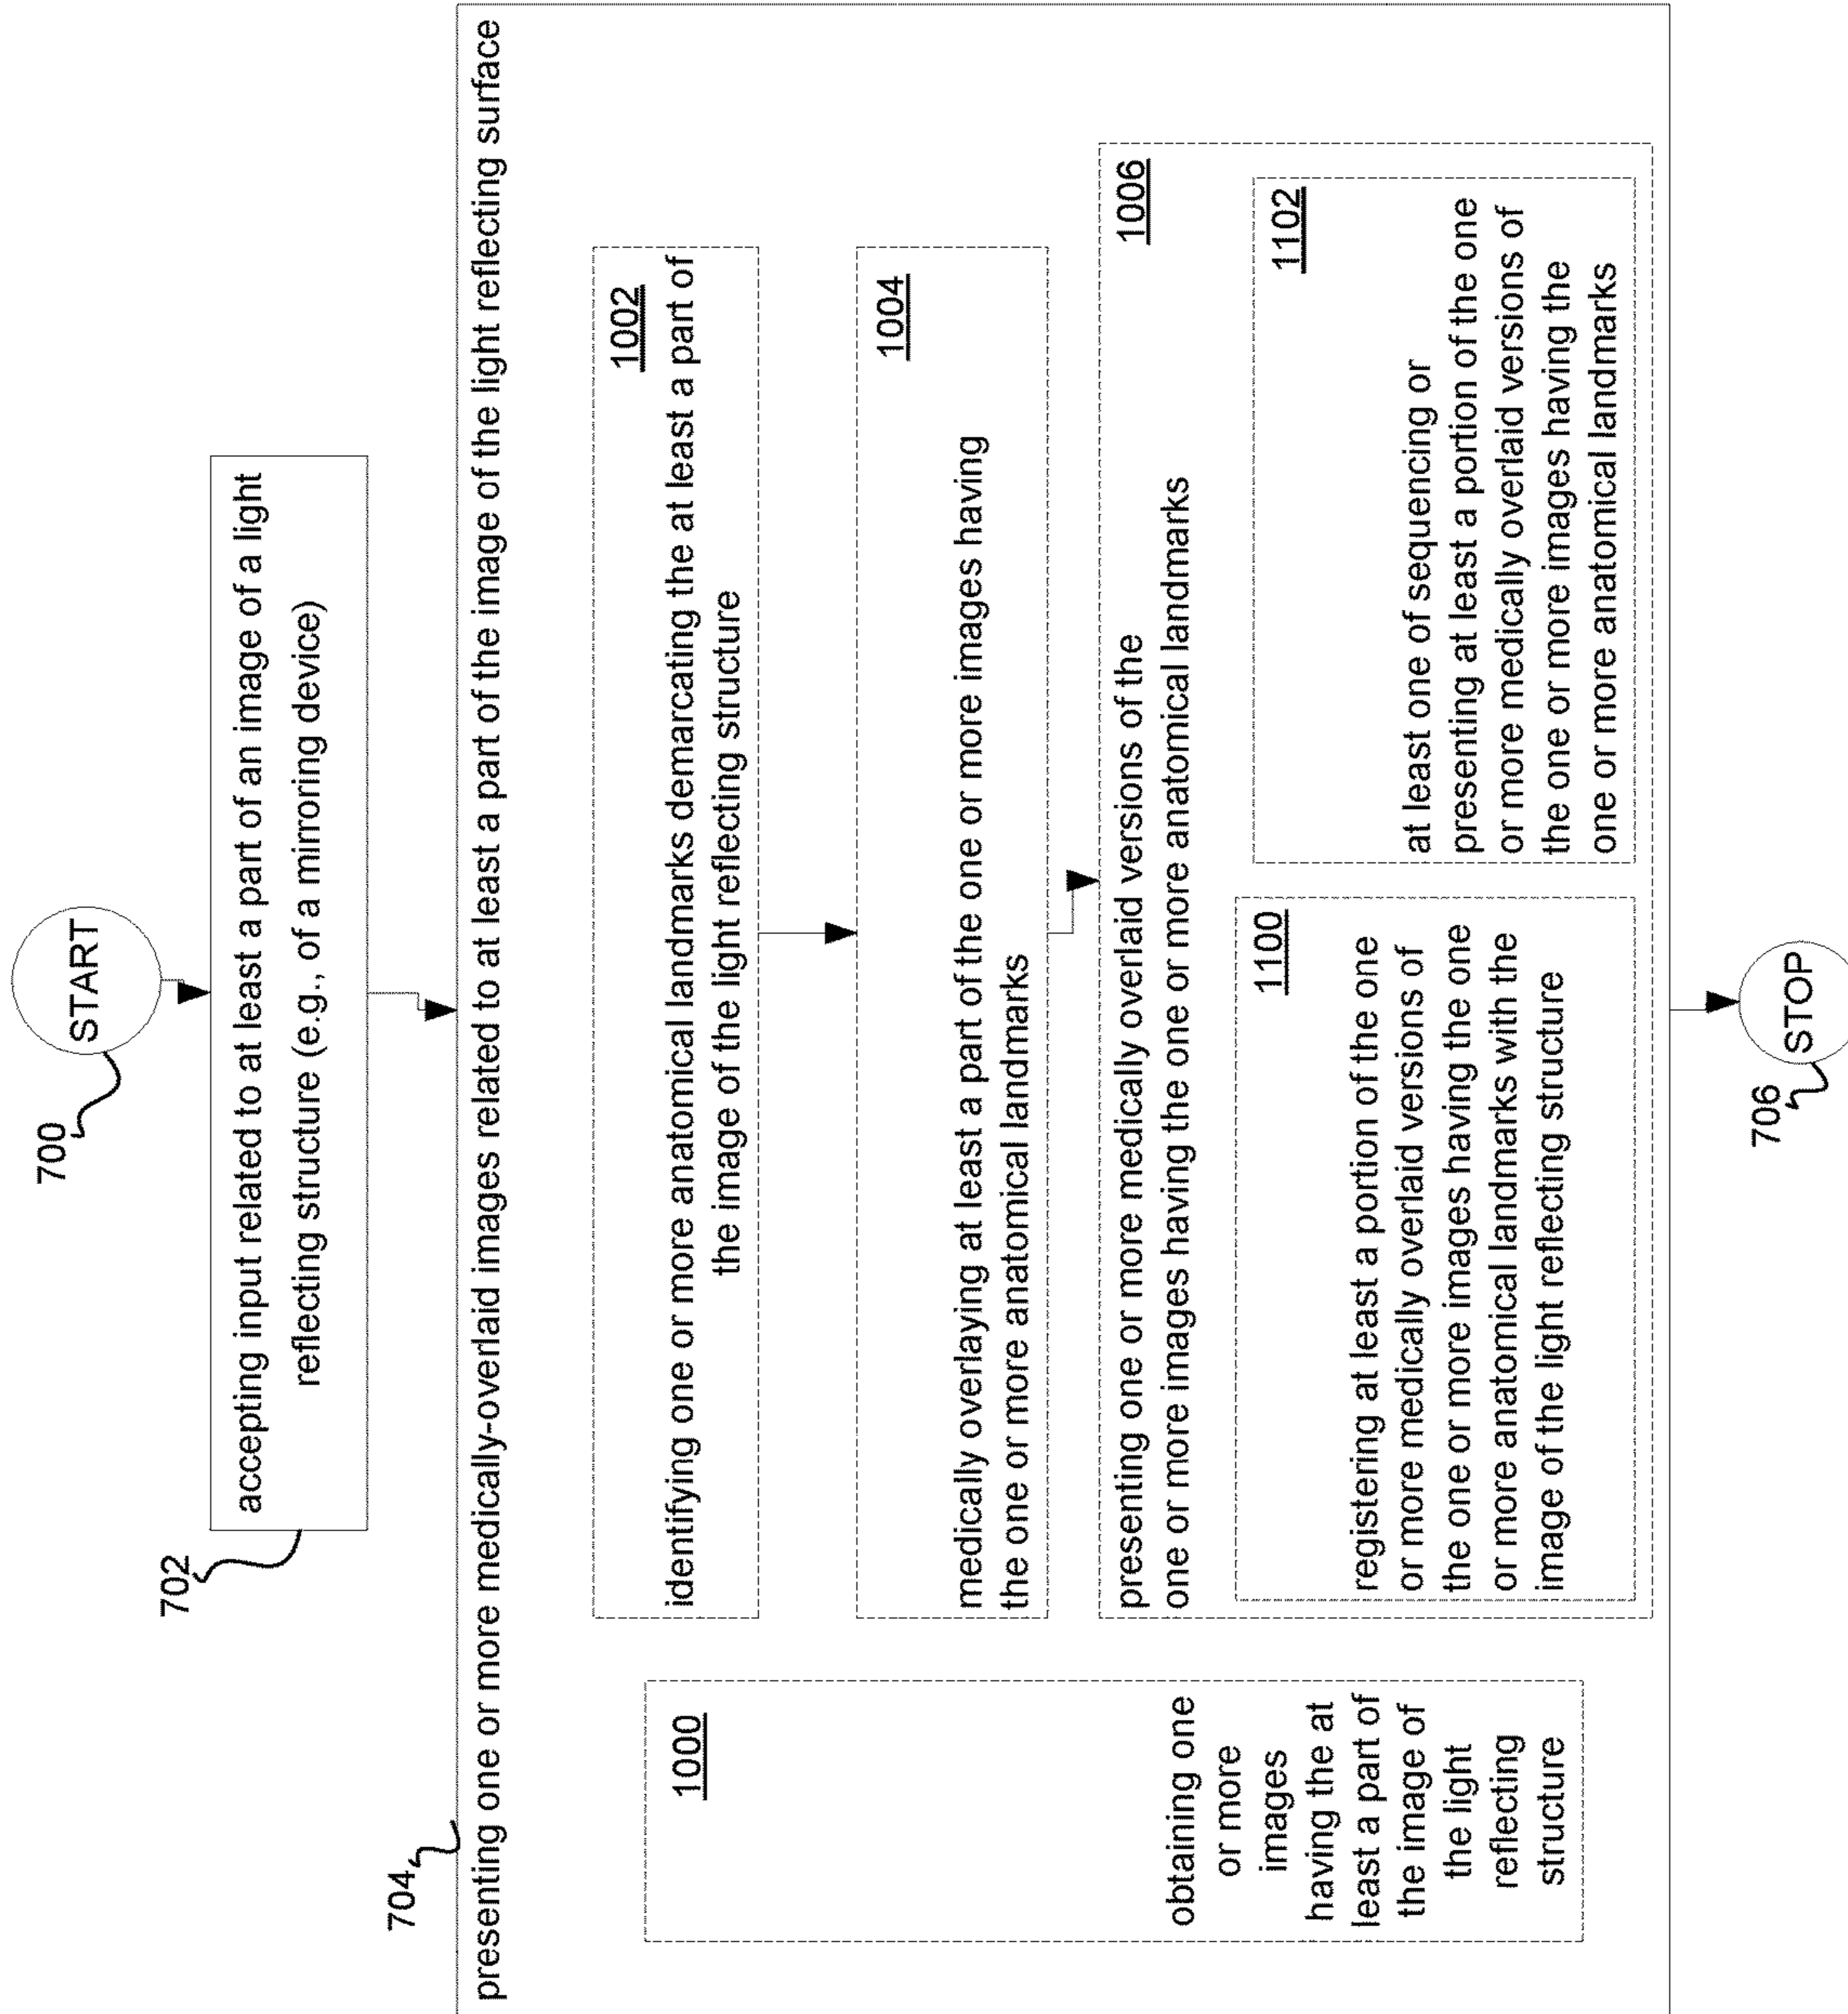 START
700
accepting input related to at least a part of an image of a light
reflecting structure (e.g., of a mirroring device)
702
704
presenting one or more medically-overlaid images related to at least a part of the image of the light reflecting surface
1000
obtaining one
or more
images
having the at
least a part of
the image of
the light
reflecting
structure
1002
identifying one or more anatomical landmarks demarcating the at least a part of
the image of the light reflecting structure
1004
medically overlaying at least a part of the one or more images having
the one or more anatomical landmarks
1006
presenting one or more medically overlaid versions of the
one or more images having the one or more anatomical landmarks
1100
registering at least a portion of the one
or more medically overlaid versions of
the one or more images having the one
or more anatomical landmarks with the
image of the light reflecting structure
1102
at least one of sequencing or
presenting at least a portion of the one
or more medically overlaid versions of
the one or more images having the
one or more anatomical landmarks
706
STOP